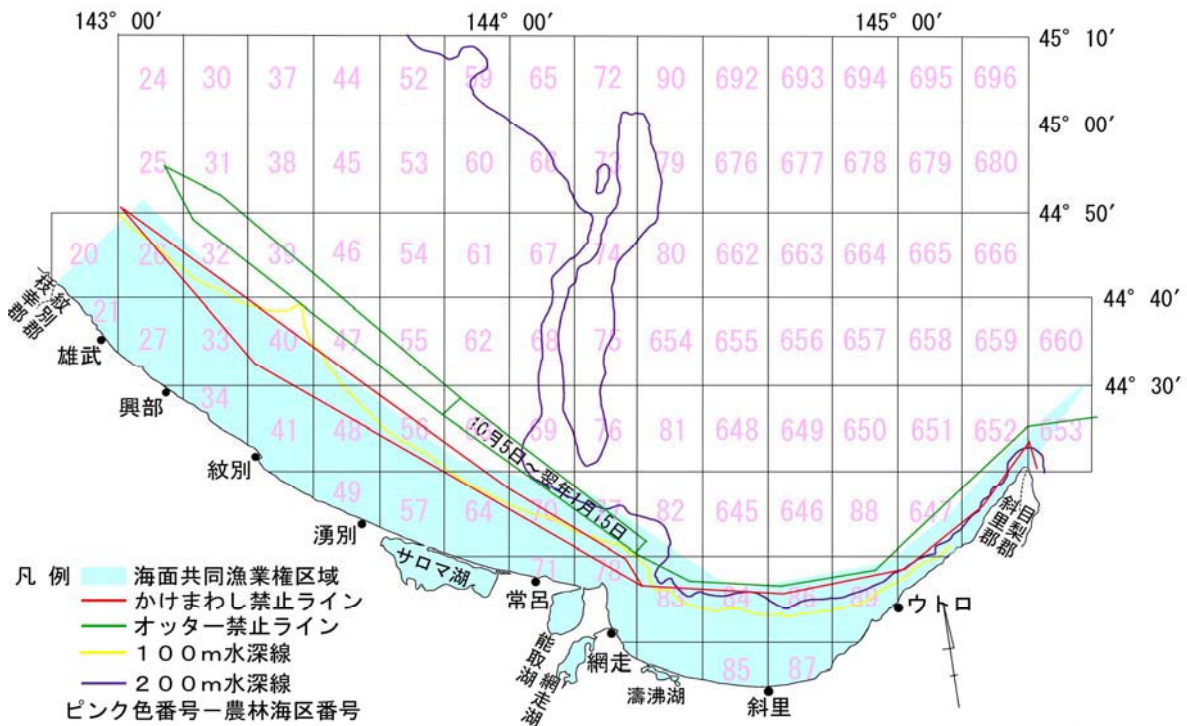 143° 00′ 144° 00′ 145° 00′
45° 10′
24 30 37 44 52 59 65 72 90 692 693 694 695 696
45° 00′
25 31 38 45 53 60 66 73 79 676 677 678 679 680
44° 50′
20 26 32 39 46 54 61 67 74 80 662 663 664 665 666
枝幸郡
紋別郡
44° 40′
21 27 33 40 47 55 62 68 75 654 655 656 657 658 659 660
雄武
44° 30′
興部
34 41 48 56 69 76 81 648 649 650 651 652 653
10月5日～翌年1月15日
紋別
49 57 64 70 77 82 645 646 88 647
斜里郡
目梨郡
湧別
サロマ湖
71 78 83 84 86 89
常呂
ウトロ
能取湖
網走湖
網走
85 87
濤沸湖
斜里
凡 例
海面共同漁業権区域
かけまわし禁止ライン
オッター禁止ライン
100m水深線
200m水深線
ピンク色番号－農林海区番号